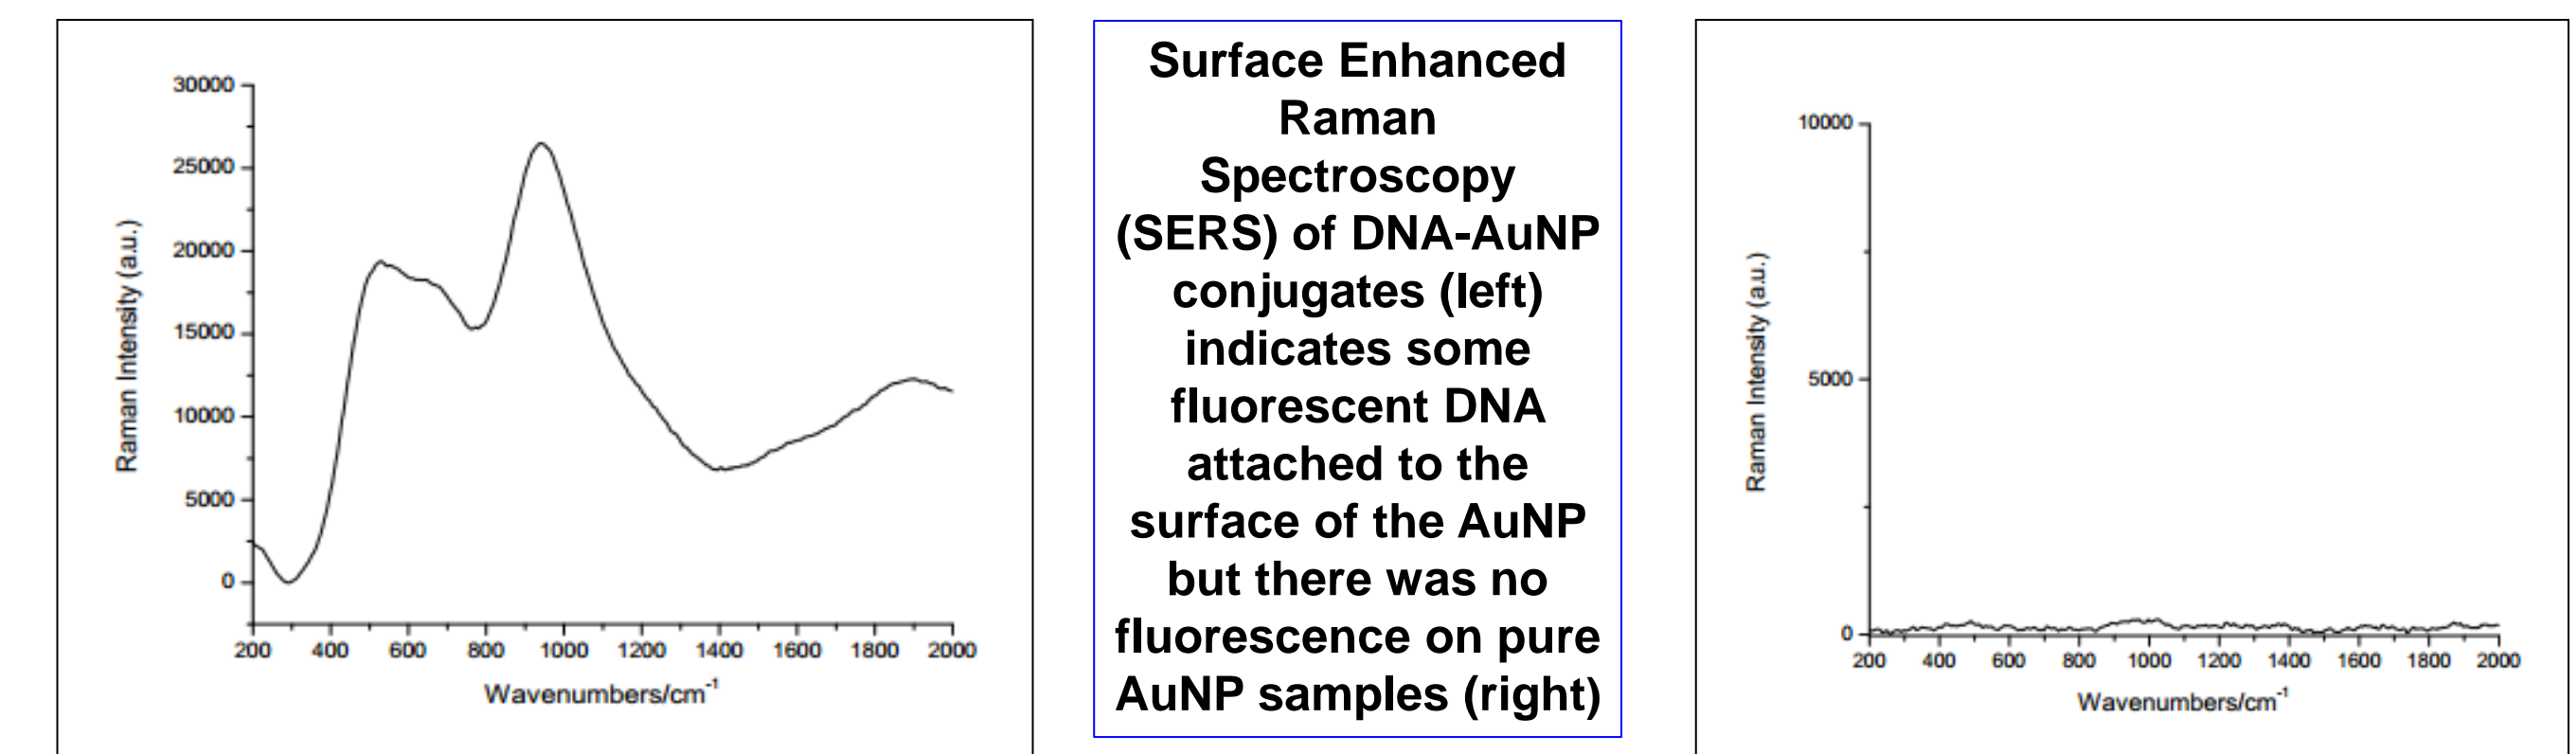 30000
25000
20000
15000
10000
5000
0
Raman Intensity (a.u.)
200 400 600 800 1000 1200 1400 1600 1800 2000
Wavenumbers/cm⁻¹
Surface Enhanced
Raman
Spectroscopy
(SERS) of DNA-AuNP
conjugates (left)
indicates some
fluorescent DNA
attached to the
surface of the AuNP
but there was no
fluorescence on pure
AuNP samples (right)
10000
5000
0
Raman Intensity (a.u.)
200 400 600 800 1000 1200 1400 1600 1800 2000
Wavenumbers/cm⁻¹